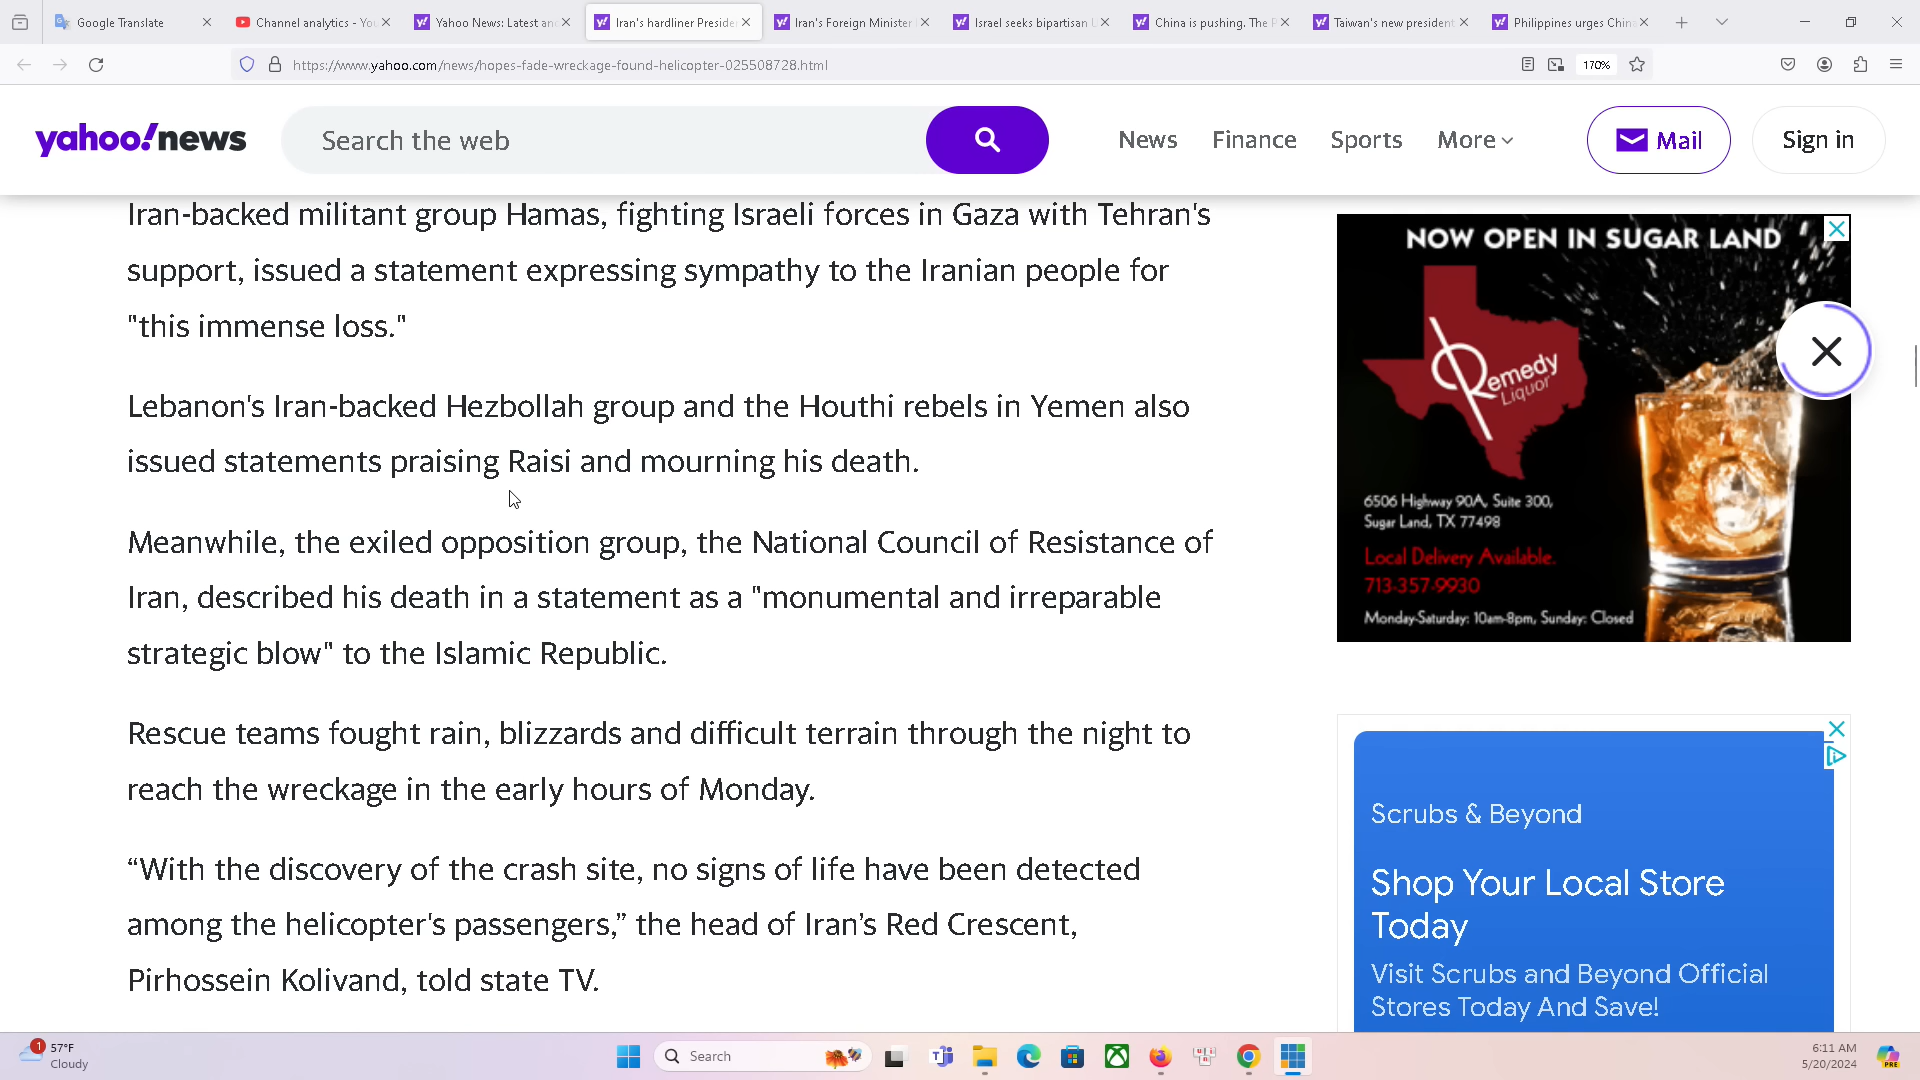 Google Translate
Channel analytics - You
Yahoo News: Latest and
Iran's hardliner Preside
Iran's Foreign Minister
Israel seeks bipartisan
China is pushing. The P
Taiwan's new president
Philippines urges China
https://www.yahoo.com/news/hopes-fade-wreckage-found-helicopter-025508728.html
170%
yahoo!news
Search the web
News
Finance
Sports
More
Mail
Sign in
Iran-backed militant group Hamas, fighting Israeli forces in Gaza with Tehran's
support, issued a statement expressing sympathy to the Iranian people for
"this immense loss."
Lebanon's Iran-backed Hezbollah group and the Houthi rebels in Yemen also
issued statements praising Raisi and mourning his death.
Meanwhile, the exiled opposition group, the National Council of Resistance of
Iran, described his death in a statement as a "monumental and irreparable
strategic blow" to the Islamic Republic.
Rescue teams fought rain, blizzards and difficult terrain through the night to
reach the wreckage in the early hours of Monday.
“With the discovery of the crash site, no signs of life have been detected
among the helicopter's passengers,” the head of Iran’s Red Crescent,
Pirhossein Kolivand, told state TV.
NOW OPEN IN SUGAR LAND
Remedy
Liquor
6506 Highway 90A, Suite 300,
Sugar Land, TX 77498
Local Delivery Available.
713-357-9930
Monday-Saturday: 10am-8pm, Sunday: Closed
Scrubs & Beyond
Shop Your Local Store
Today
Visit Scrubs and Beyond Official
Stores Today And Save!
1
57°F
Cloudy
Search
6:11 AM
5/20/2024
PRE